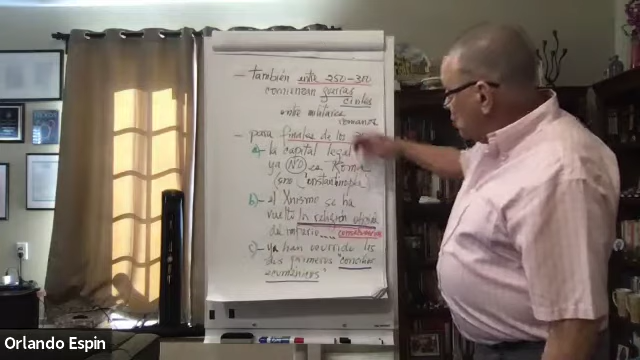 - también entre 250-310
comienzan guerras
civiles
entre militares
romanos
- para finales de los
a- la capital legal
ya NO es Roma
(sino Constantinopla)
b- el Xnismo se ha
vuelto la religión oficial
del imperio...
c- ya han ocurrido los
dos primeros "concilios
ecuménicos"
Orlando Espin